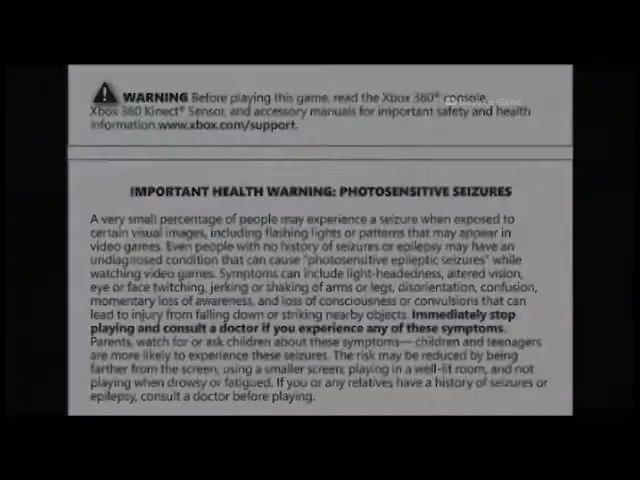 WARNING Before playing this game, read the Xbox 360® console,
Xbox 360 Kinect® Sensor, and accessory manuals for important safety and health
information.www.xbox.com/support.
IMPORTANT HEALTH WARNING: PHOTOSENSITIVE SEIZURES
A very small percentage of people may experience a seizure when exposed to
certain visual images, including flashing lights or patterns that may appear in
video games. Even people with no history of seizures or epilepsy may have an
undiagnosed condition that can cause "photosensitive epileptic seizures" while
watching video games. Symptoms can include light-headedness, altered vision,
eye or face twitching, jerking or shaking of arms or legs, disorientation, confusion,
momentary loss of awareness, and loss of consciousness or convulsions that can
lead to injury from falling down or striking nearby objects. Immediately stop
playing and consult a doctor if you experience any of these symptoms.
Parents, watch for or ask children about these symptoms— children and teenagers
are more likely to experience these seizures. The risk may be reduced by being
farther from the screen, using a smaller screen, playing in a well-lit room, and not
playing when drowsy or fatigued. If you or any relatives have a history of seizures or
epilepsy, consult a doctor before playing.